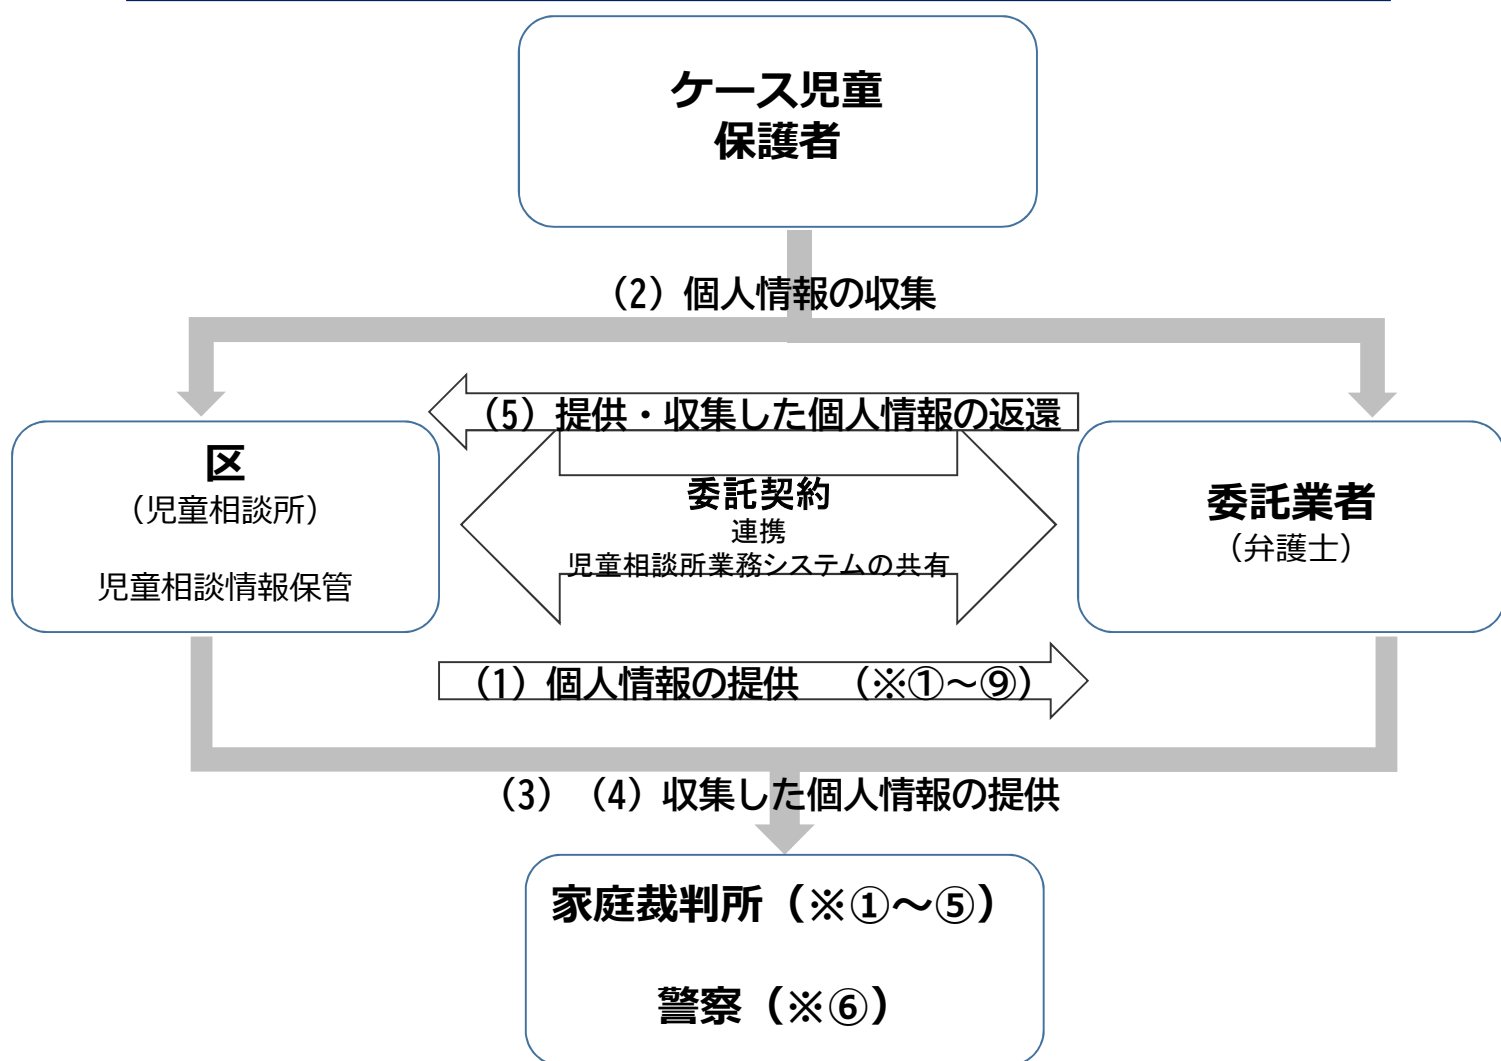 ケース児童
保護者
（2）個人情報の収集
（5）提供・収集した個人情報の返還
区
（児童相談所）
児童相談情報保管
委託契約
連携
児童相談所業務システムの共有
委託業者
（弁護士）
（1）個人情報の提供　（※①～⑨）
（3）（4）収集した個人情報の提供
家庭裁判所（※①～⑤）
警察（※⑥）